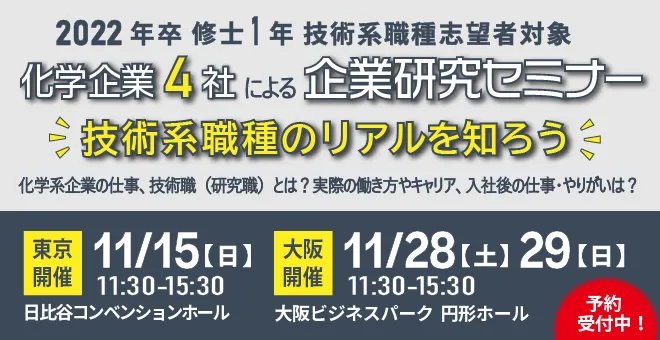 2022年卒 修士1年 技術系職種志望者対象
化学企業4社による企業研究セミナー
技術系職種のリアルを知ろう
化学系企業の仕事、技術職（研究職）とは？実際の働き方やキャリア、入社後の仕事・やりがいは？
東京開催 11/15【日】
11:30-15:30
日比谷コンベンションホール
大阪開催 11/28【土】29【日】
11:30-15:30
大阪ビジネスパーク 円形ホール
予約
受付中！